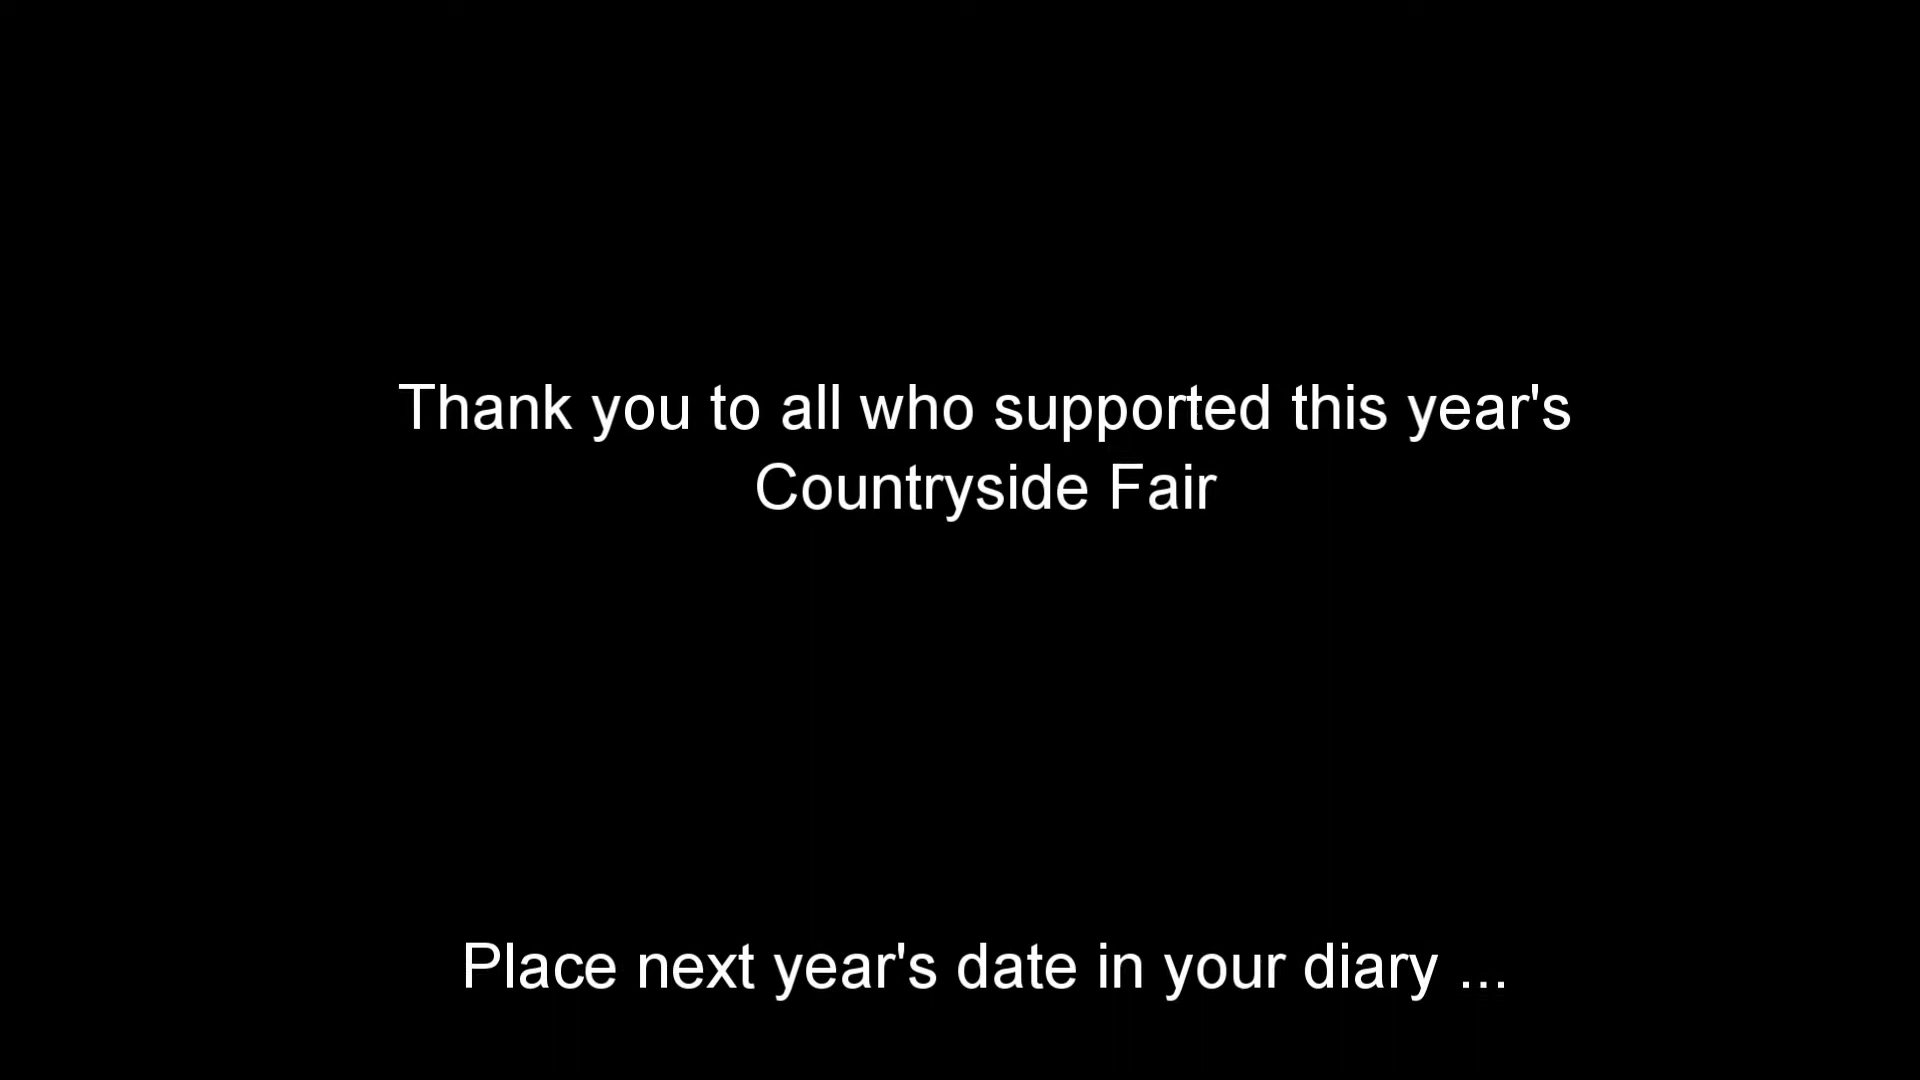 Thank you to all who supported this year's
Countryside Fair
Place next year's date in your diary ...